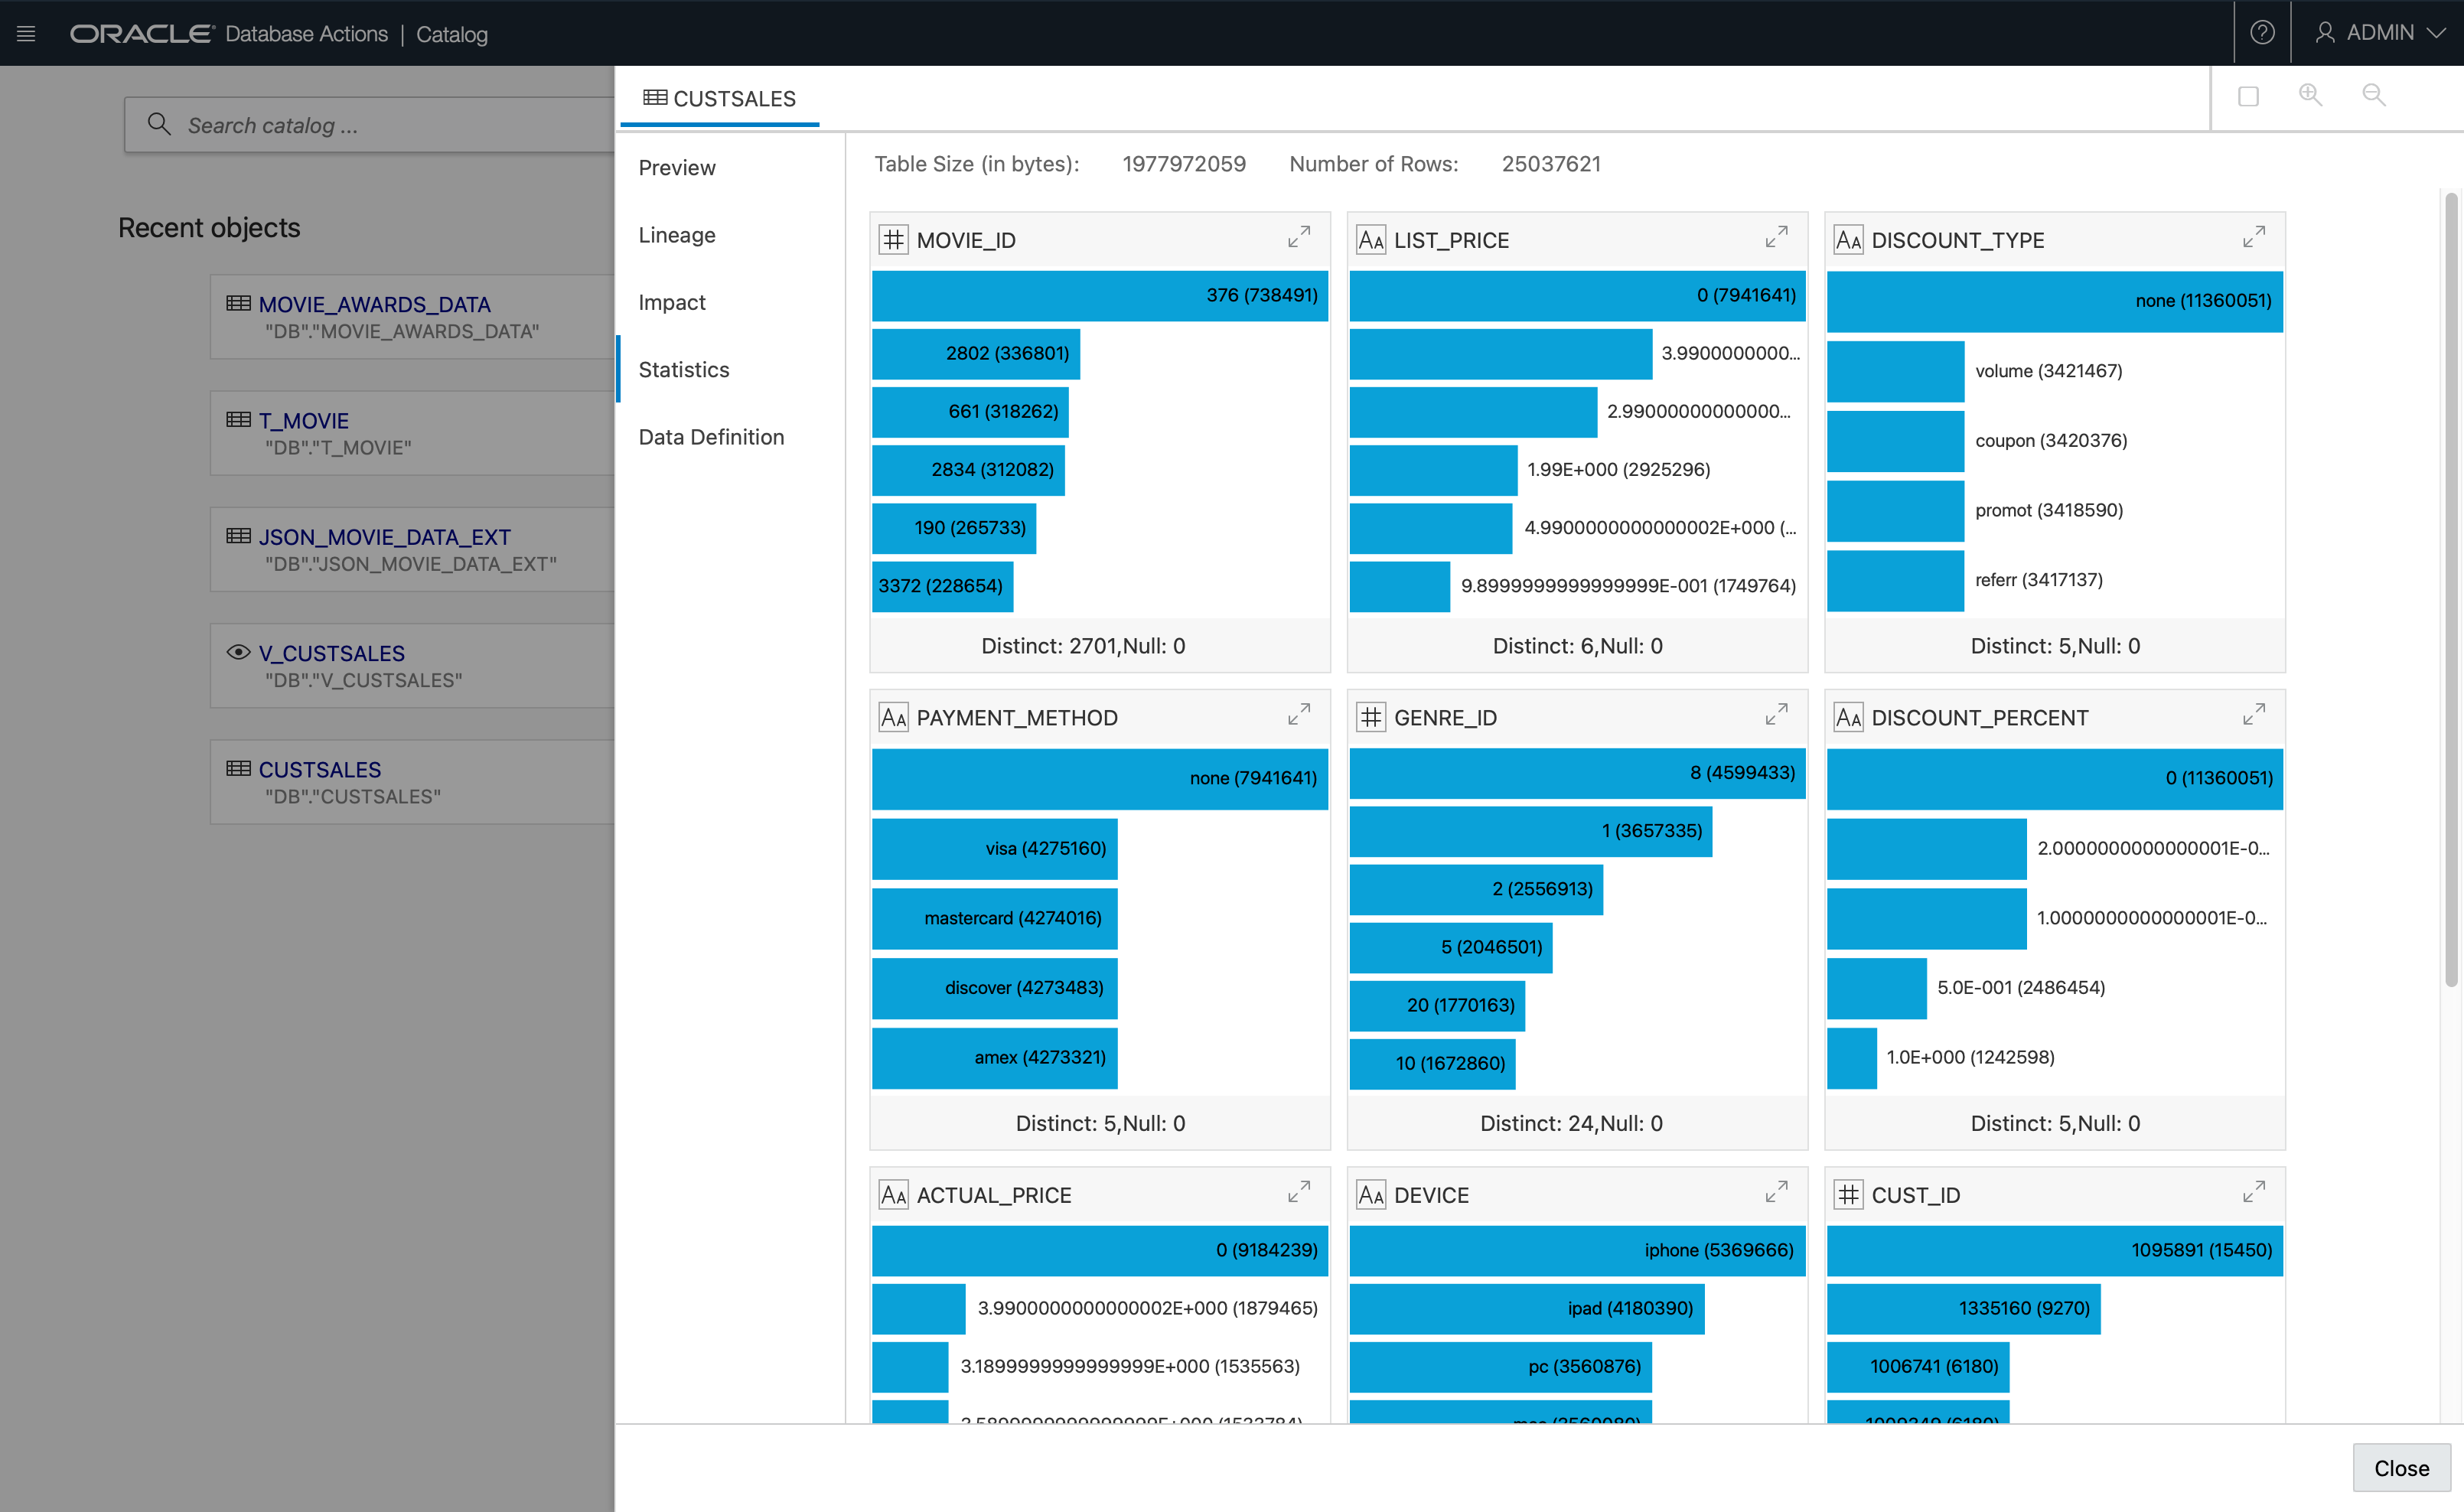 ORACLE Database Actions | Catalog
ADMIN
Search catalog ...
Recent objects
MOVIE_AWARDS_DATA
"DB"."MOVIE_AWARDS_DATA"
T_MOVIE
"DB"."T_MOVIE"
JSON_MOVIE_DATA_EXT
"DB"."JSON_MOVIE_DATA_EXT"
V_CUSTSALES
"DB"."V_CUSTSALES"
CUSTSALES
"DB"."CUSTSALES"
CUSTSALES
Preview
Lineage
Impact
Statistics
Data Definition
Table Size (in bytes): 1977972059 Number of Rows: 25037621
MOVIE_ID
376 (738491)
2802 (336801)
661 (318262)
2834 (312082)
190 (265733)
3372 (228654)
Distinct: 2701,Null: 0
LIST_PRICE
0 (7941641)
3.9900000000...
2.99000000000000...
1.99E+000 (2925296)
4.9900000000000002E+000 (...
9.8999999999999999E-001 (1749764)
Distinct: 6,Null: 0
DISCOUNT_TYPE
none (11360051)
volume (3421467)
coupon (3420376)
promot (3418590)
referr (3417137)
Distinct: 5,Null: 0
PAYMENT_METHOD
none (7941641)
visa (4275160)
mastercard (4274016)
discover (4273483)
amex (4273321)
Distinct: 5,Null: 0
GENRE_ID
8 (4599433)
1 (3657335)
2 (2556913)
5 (2046501)
20 (1770163)
10 (1672860)
Distinct: 24,Null: 0
DISCOUNT_PERCENT
0 (11360051)
2.0000000000000001E-0...
1.0000000000000001E-0...
5.0E-001 (2486454)
1.0E+000 (1242598)
Distinct: 5,Null: 0
ACTUAL_PRICE
0 (9184239)
3.9900000000000002E+000 (1879465)
3.1899999999999999E+000 (1535563)
DEVICE
iphone (5369666)
ipad (4180390)
pc (3560876)
mac (3560080)
CUST_ID
1095891 (15450)
1335160 (9270)
1006741 (6180)
1009349 (6180)
Close